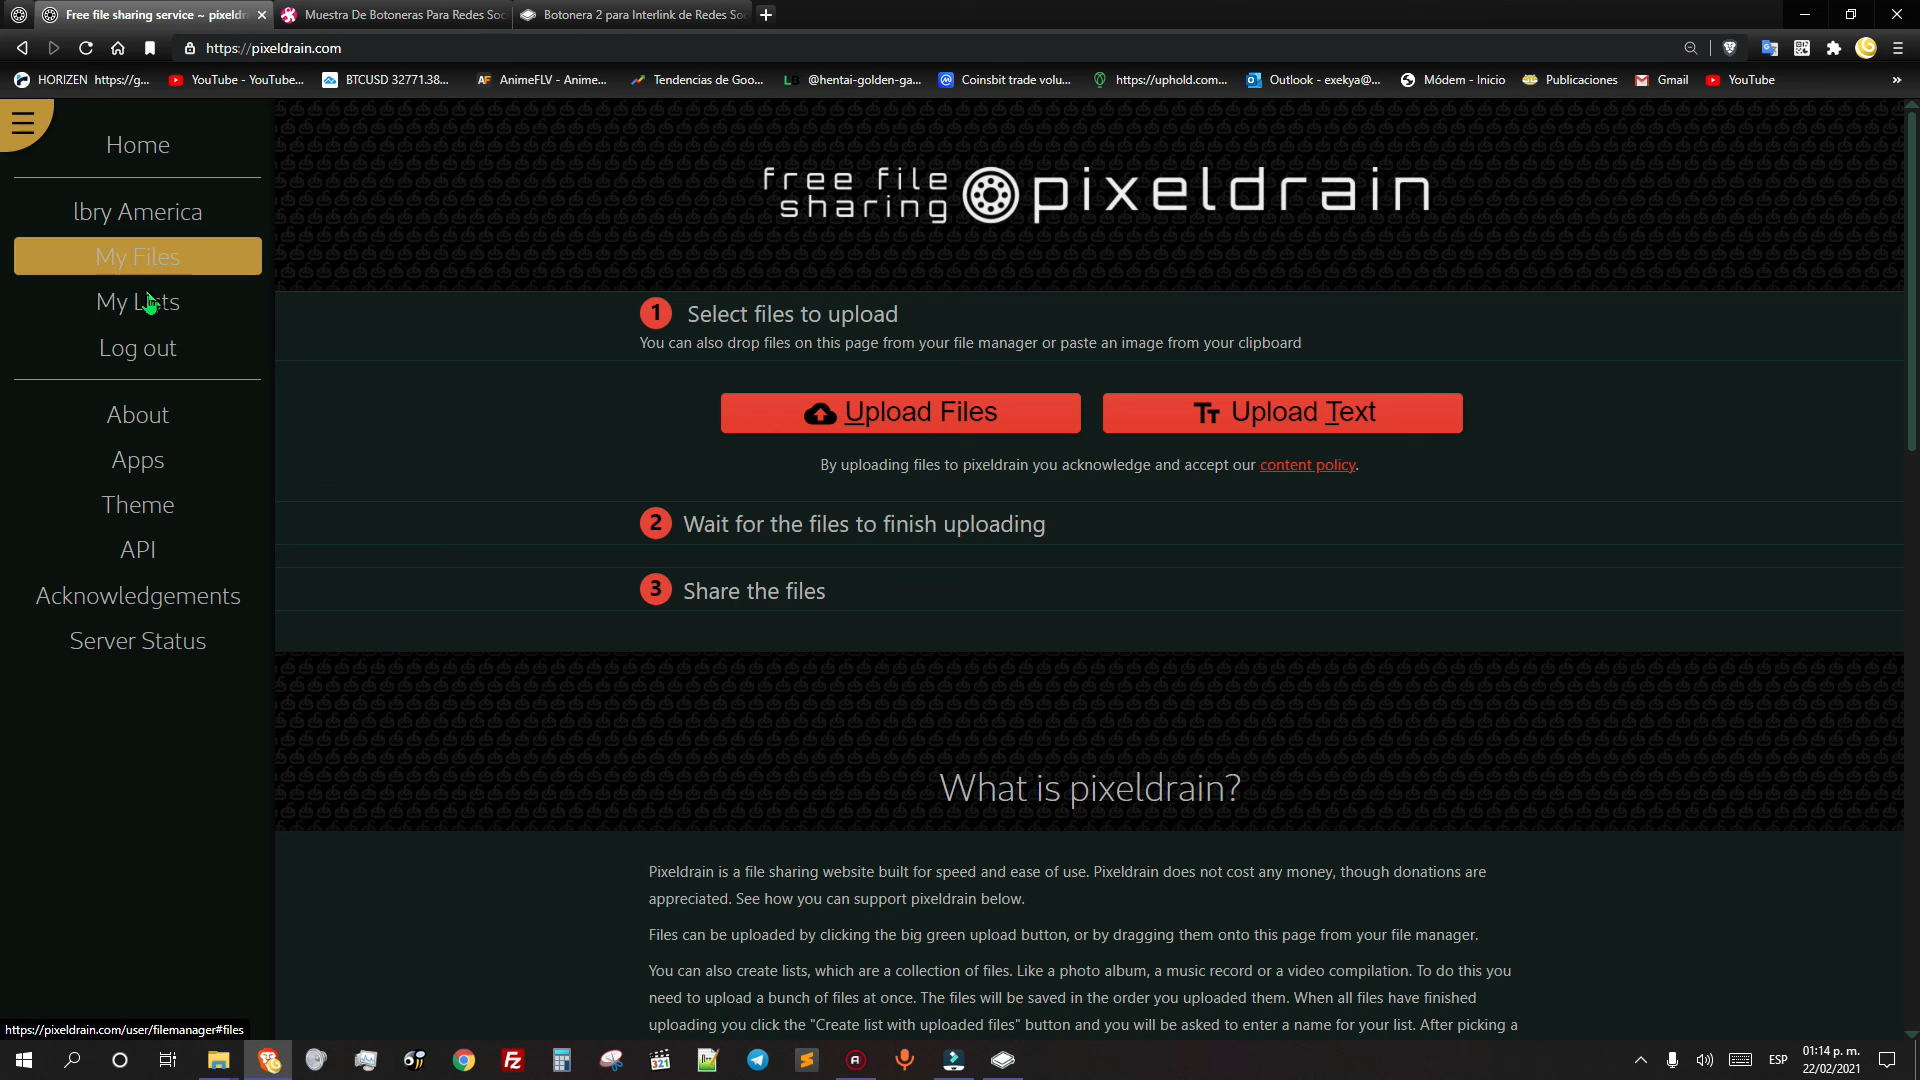 Free file sharing service ~ pixeldr
Muestra De Botoneras Para Redes Soc
Botonera 2 para Interlink de Redes Soc
https://pixeldrain.com
HORIZEN https://g...
YouTube - YouTube...
BTCUSD 32771.38...
AnimeFLV - Anime...
Tendencias de Goo...
@hentai-golden-ga...
Coinsbit trade volu...
https://uphold.com...
Outlook - exekya@...
Módem - Inicio
Publicaciones
Gmail
YouTube
»
Home
lbry America
My Files
My Lists
Log out
About
Apps
Theme
API
Acknowledgements
Server Status
free file
sharing
pixeldrain
1 Select files to upload
You can also drop files on this page from your file manager or paste an image from your clipboard
Upload Files
Upload Text
By uploading files to pixeldrain you acknowledge and accept our content policy.
2 Wait for the files to finish uploading
3 Share the files
What is pixeldrain?
Pixeldrain is a file sharing website built for speed and ease of use. Pixeldrain does not cost any money, though donations are
appreciated. See how you can support pixeldrain below.
Files can be uploaded by clicking the big green upload button, or by dragging them onto this page from your file manager.
You can also create lists, which are a collection of files. Like a photo album, a music record or a video compilation. To do this you
need to upload a bunch of files at once. The files will be saved in the order you uploaded them. When all files have finished
uploading you click the "Create list with uploaded files" button and you will be asked to enter a name for your list. After picking a
https://pixeldrain.com/user/filemanager#files
ESP
01:14 p. m.
22/02/2021